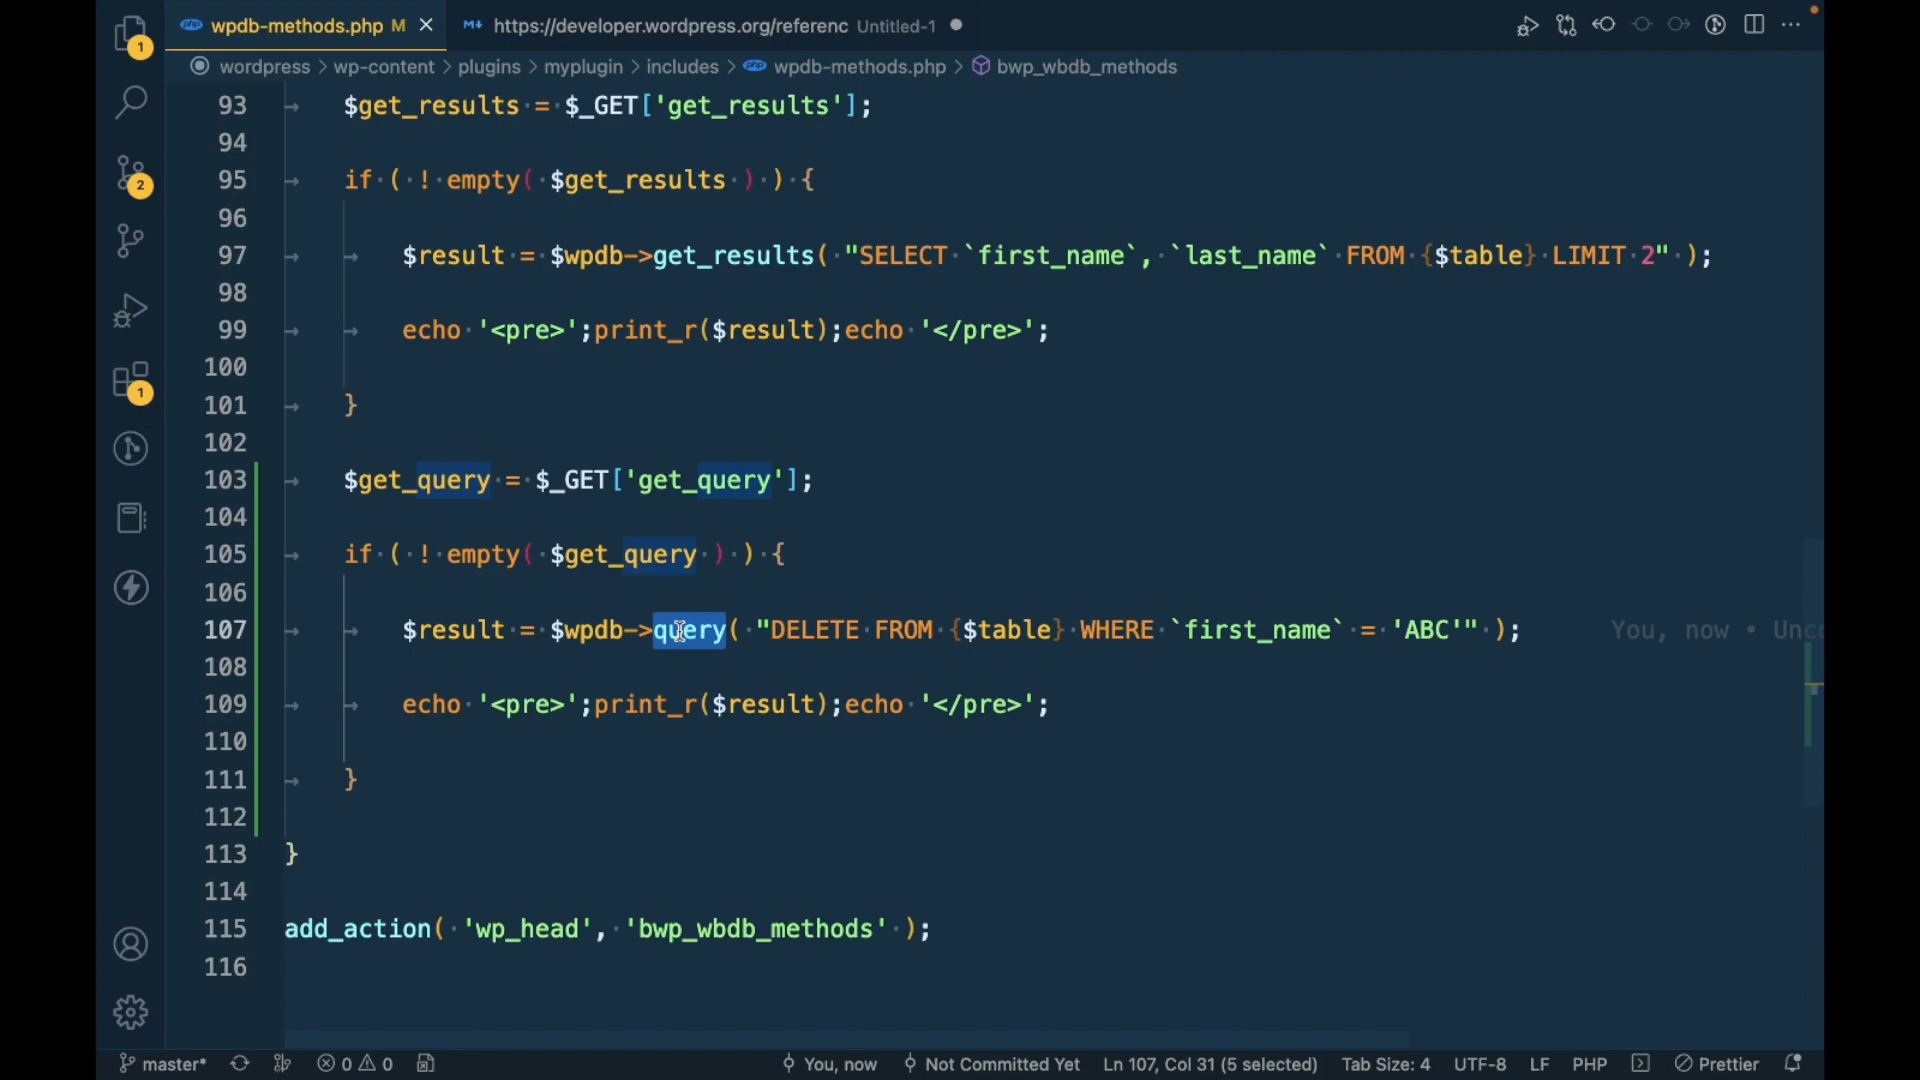 wpdb-methods.php M
https://developer.wordpress.org/referenc Untitled-1
wordpress > wp-content > plugins > myplugin > includes > wpdb-methods.php > bwp_wbdb_methods
1
2
1
93 $get_results = $_GET['get_results'];
94
95 if ( ! empty( $get_results ) ) {
96
97 $result = $wpdb->get_results( "SELECT `first_name`, `last_name` FROM {$table} LIMIT 2" );
98
99 echo '<pre>';print_r($result);echo '</pre>';
100
101 }
102
103 $get_query = $_GET['get_query'];
104
105 if ( ! empty( $get_query ) ) {
106
107 $result = $wpdb->query( "DELETE FROM {$table} WHERE `first_name` = 'ABC'" ); You, now • Unco
108
109 echo '<pre>';print_r($result);echo '</pre>';
110
111 }
112
113 }
114
115 add_action( 'wp_head', 'bwp_wbdb_methods' );
116
master* 0 0 You, now Not Committed Yet Ln 107, Col 31 (5 selected) Tab Size: 4 UTF-8 LF PHP Prettier